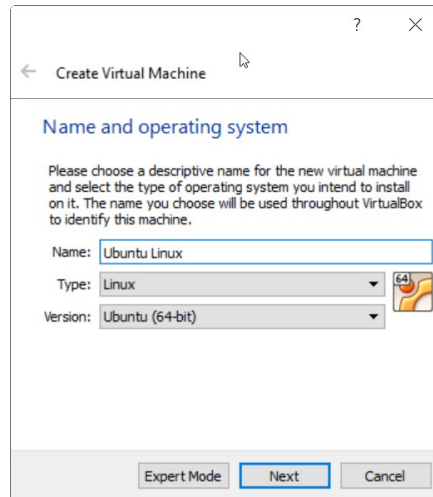 ?
Create Virtual Machine
Name and operating system
Please choose a descriptive name for the new virtual machine
and select the type of operating system you intend to install
on it. The name you choose will be used throughout VirtualBox
to identify this machine.
Name: Ubuntu Linux
Type: Linux
64
Version: Ubuntu (64-bit)
Expert Mode Next Cancel